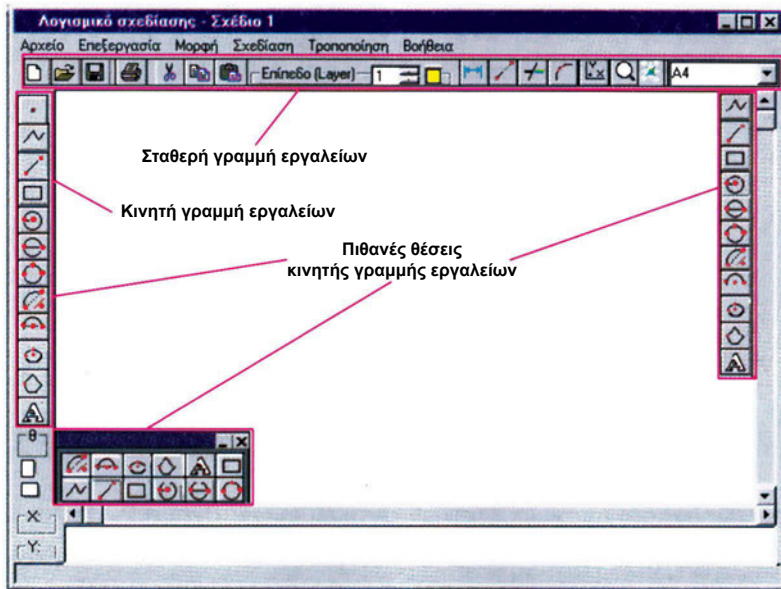 Λογισμικό σχεδίασης - Σχέδιο 1
Αρχείο Επεξεργασία Μορφή Σχεδίαση Τροποποίηση Βοήθεια
Επίπεδο (Layer) 1 A4
Σταθερή γραμμή εργαλείων
Κινητή γραμμή εργαλείων
Πιθανές θέσεις
κινητής γραμμής εργαλείων
θ
X:
Y: